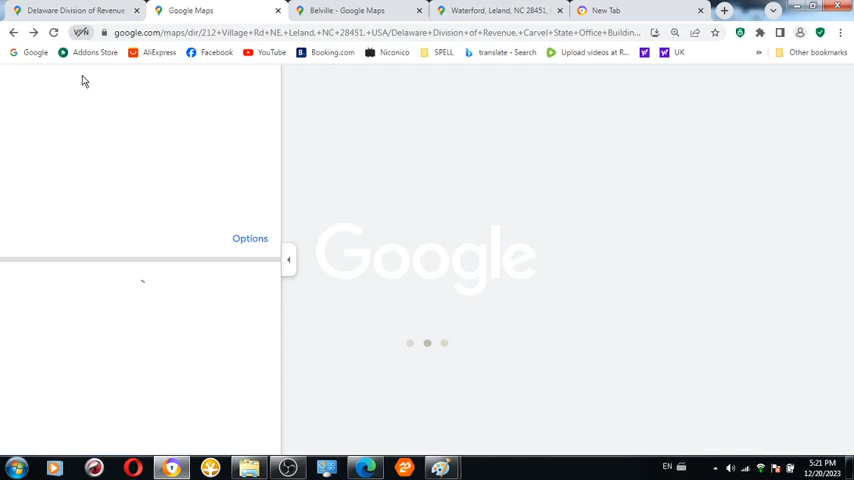 Delaware Division of Revenue
Google Maps
Belville - Google Maps
Waterford, Leland, NC 28451,
New Tab
VPN
google.com/maps/dir/212+Village+Rd+NE,+Leland,+NC+28451,+USA/Delaware+Division+of+Revenue,+Carvel+State+Office+Buildin...
Google
Addons Store
AliExpress
Facebook
YouTube
B.
Booking.com
Niconico
SPELL
translate - Search
Upload videos at R...
UK
»
Other bookmarks
Options
Google
EN
5:21 PM
12/20/2023